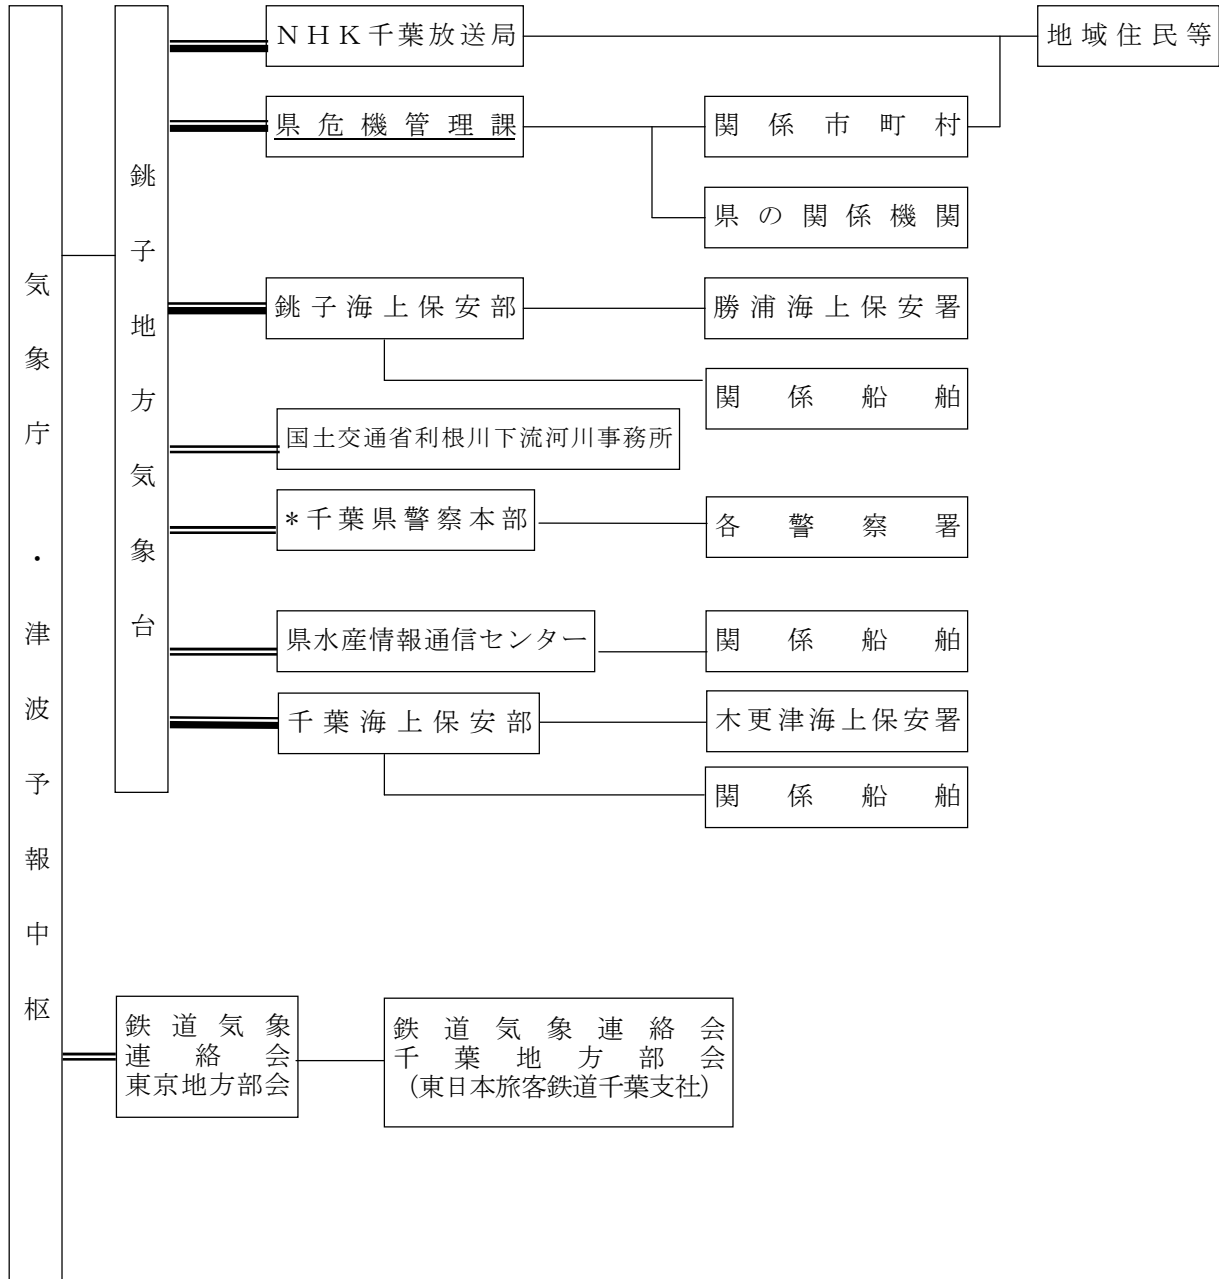 気象庁・津波予報中枢
銚子地方気象台
NHK千葉放送局
地域住民等
県危機管理課
関係市町村
県の関係機関
銚子海上保安部
勝浦海上保安署
関係船舶
国土交通省利根川下流河川事務所
*千葉県警察本部
各警察署
県水産情報通信センター
関係船舶
千葉海上保安部
木更津海上保安署
関係船舶
鉄道気象
連絡会
東京地方部会
鉄道気象連絡会
千葉地方部会
(東日本旅客鉄道千葉支社)